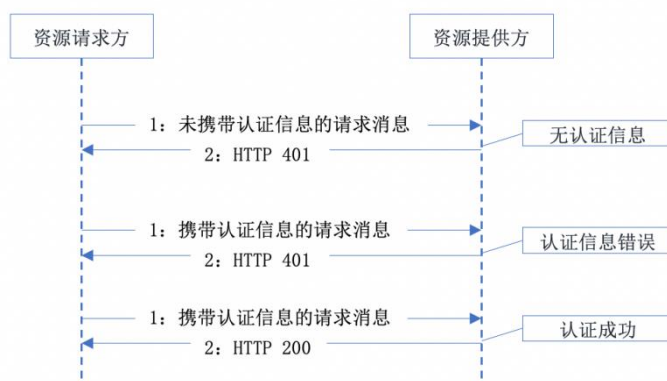 资源请求方
资源提供方
1: 未携带认证信息的请求消息
无认证信息
2: HTTP 401
1: 携带认证信息的请求消息
认证信息错误
2: HTTP 401
1: 携带认证信息的请求消息
认证成功
2: HTTP 200